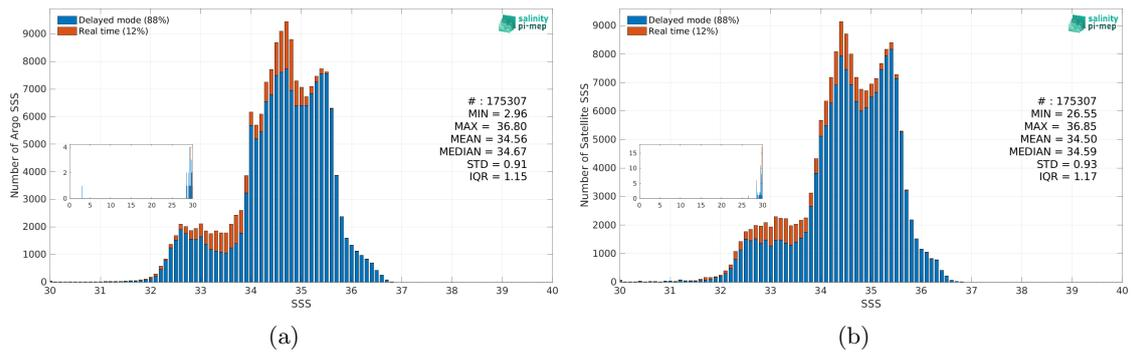 Delayed mode (88%)
Real time (12%)
salinity
pi-mep
Number of Argo SSS
9000
8000
7000
6000
5000
4000
3000
2000
1000
0
# : 175307
MIN = 2.96
MAX = 36.80
MEAN = 34.56
MEDIAN = 34.67
STD = 0.91
IQR = 1.15
4
2
0
0 5 10 15 20 25 30
30 31 32 33 34 35 36 37 38 39 40
SSS
(a)
Delayed mode (88%)
Real time (12%)
salinity
pi-mep
Number of Satellite SSS
9000
8000
7000
6000
5000
4000
3000
2000
1000
0
# : 175307
MIN = 26.55
MAX = 36.85
MEAN = 34.50
MEDIAN = 34.59
STD = 0.93
IQR = 1.17
15
10
5
0
0 5 10 15 20 25 30
30 31 32 33 34 35 36 37 38 39 40
SSS
(b)